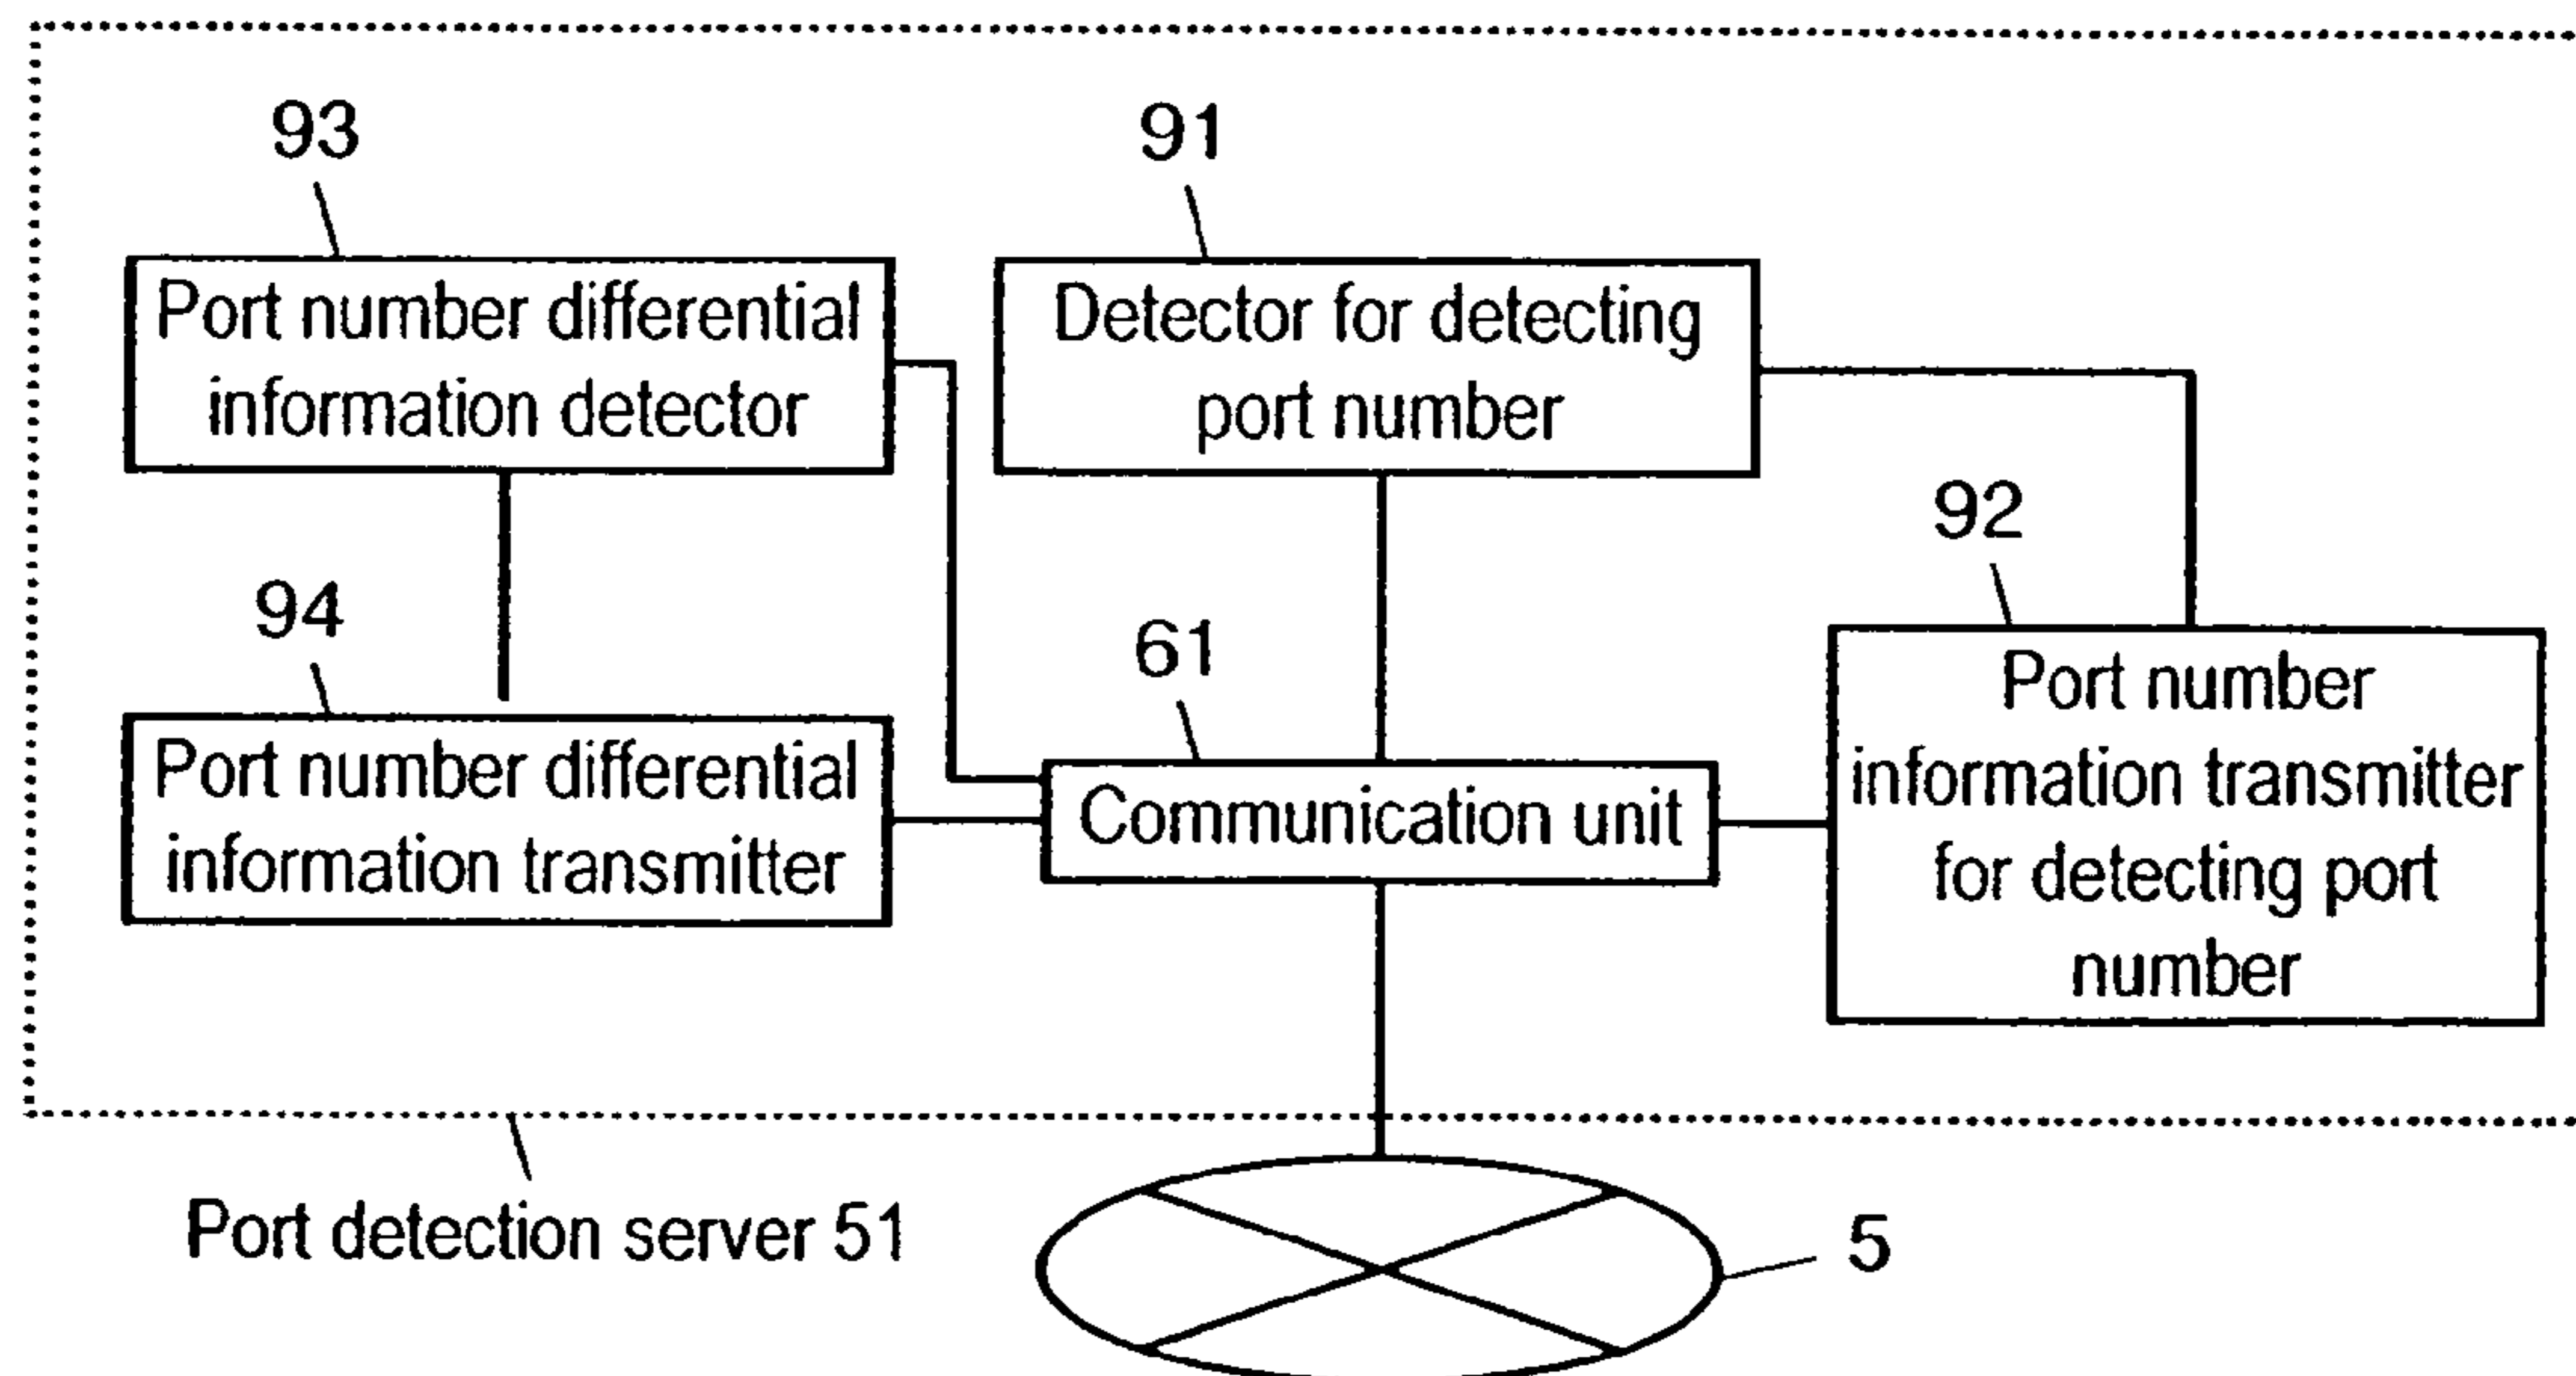 93
91
Port number differential
information detector
Detector for detecting
port number
92
94
61
Port number
information transmitter
for detecting port
number
Port number differential
information transmitter
Communication unit
Port detection server 51
5